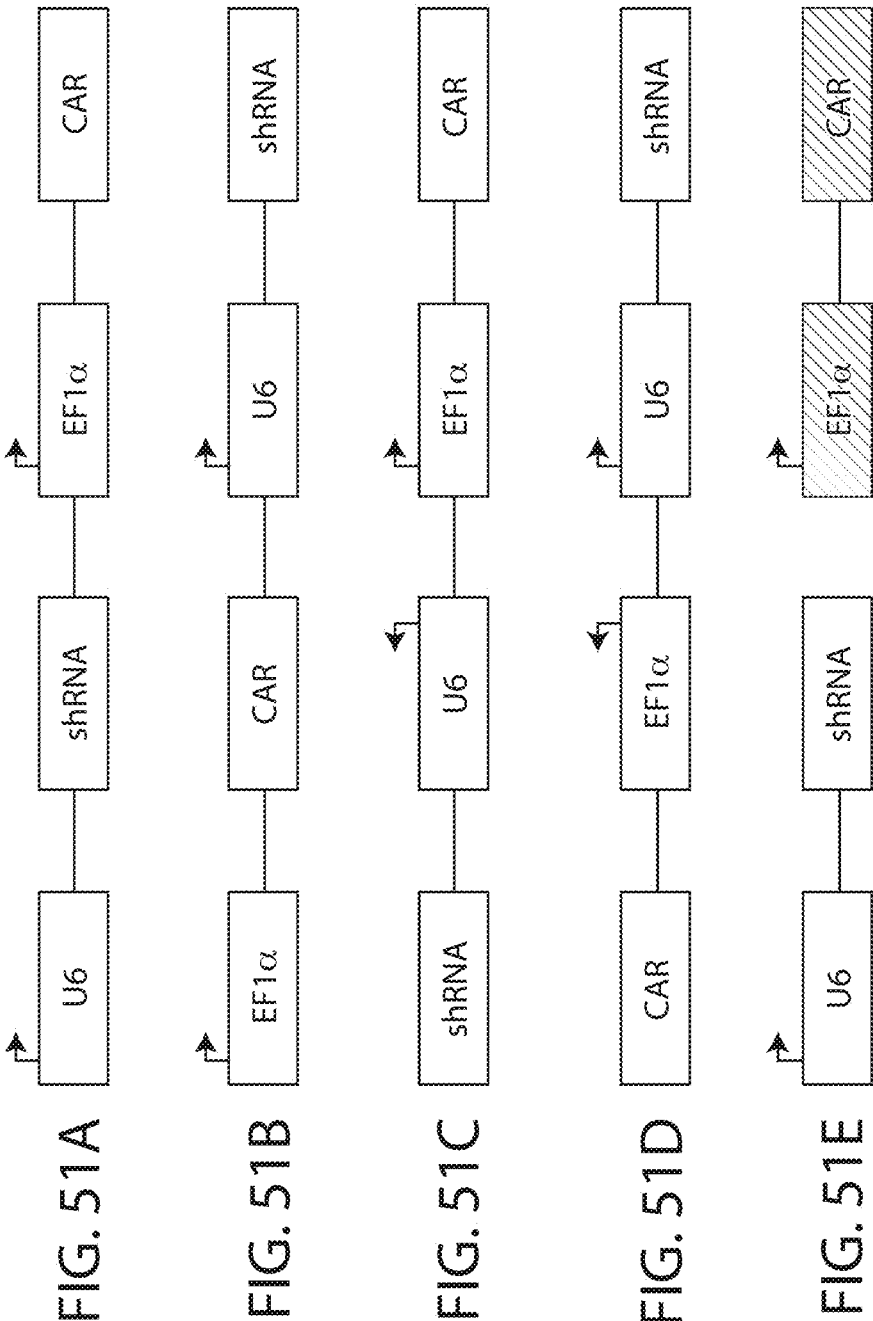 FIG. 51A
U6
shRNA
EF1α
CAR
FIG. 51B
EF1α
CAR
U6
shRNA
FIG. 51C
shRNA
U6
EF1α
CAR
FIG. 51D
CAR
EF1α
U6
shRNA
FIG. 51E
U6
shRNA
EF1α
CAR